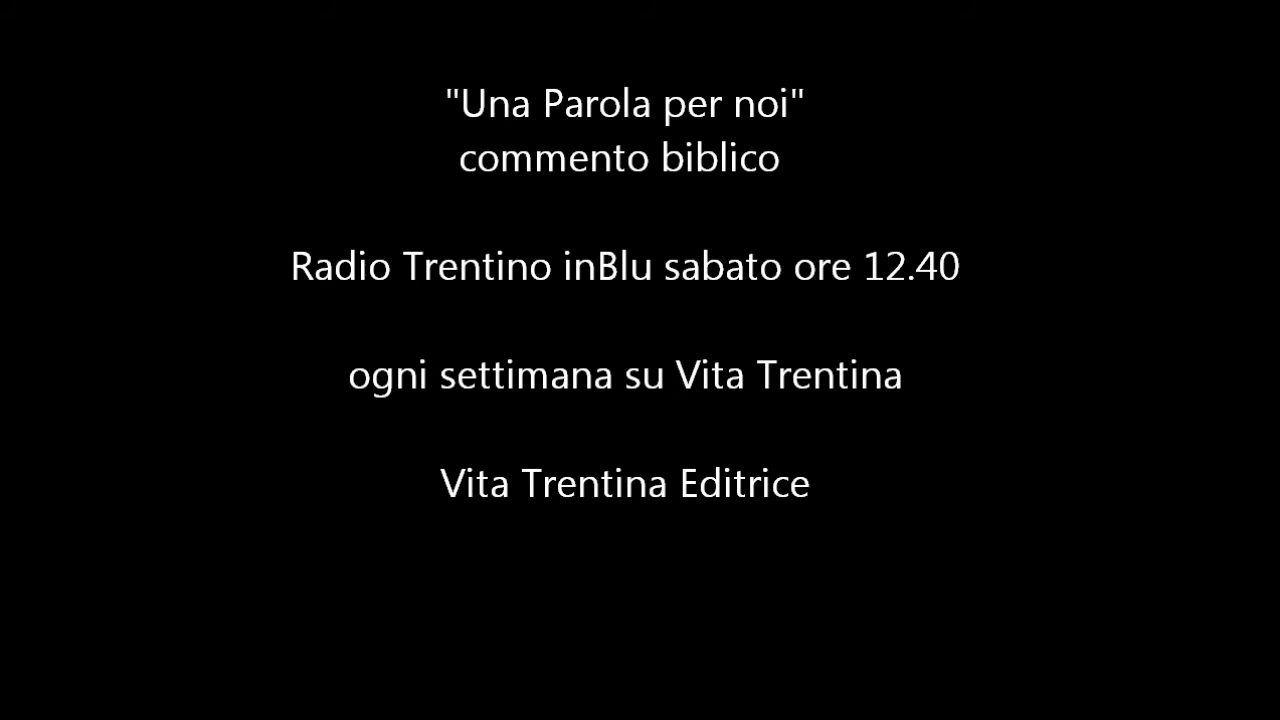 "Una Parola per noi"
commento biblico
Radio Trentino inBlu sabato ore 12.40
ogni settimana su Vita Trentina
Vita Trentina Editrice